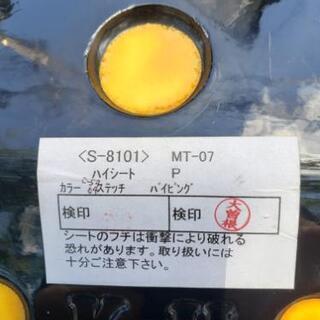 <S-8101> MT-07
ハイシート P
カラー ステッチ パイピング
検印 検印 大曽根
シートのフチは衝撃により破れる
恐れがあります。取り扱いには
十分ご注意下さい。